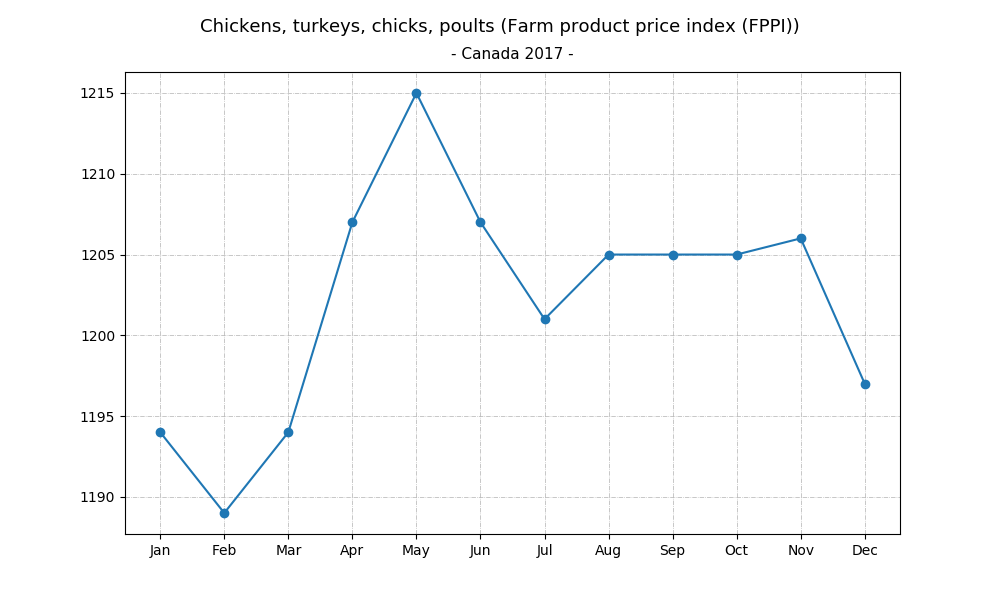 Chickens, turkeys, chicks, poults (Farm product price index (FPPI))
- Canada 2017 -
1215
1210
1205
1200
1195
1190
Jan Feb Mar Apr May Jun Jul Aug Sep Oct Nov Dec